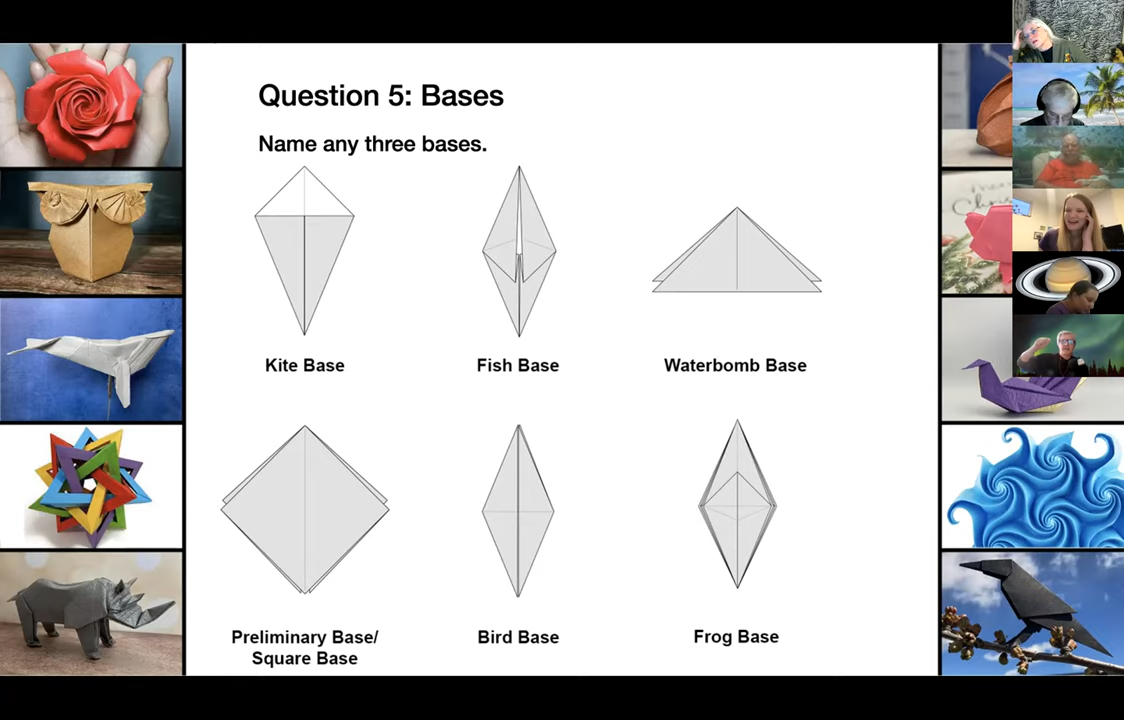 Question 5: Bases
Name any three bases.
Kite Base
Fish Base
Waterbomb Base
Preliminary Base/
Square Base
Bird Base
Frog Base